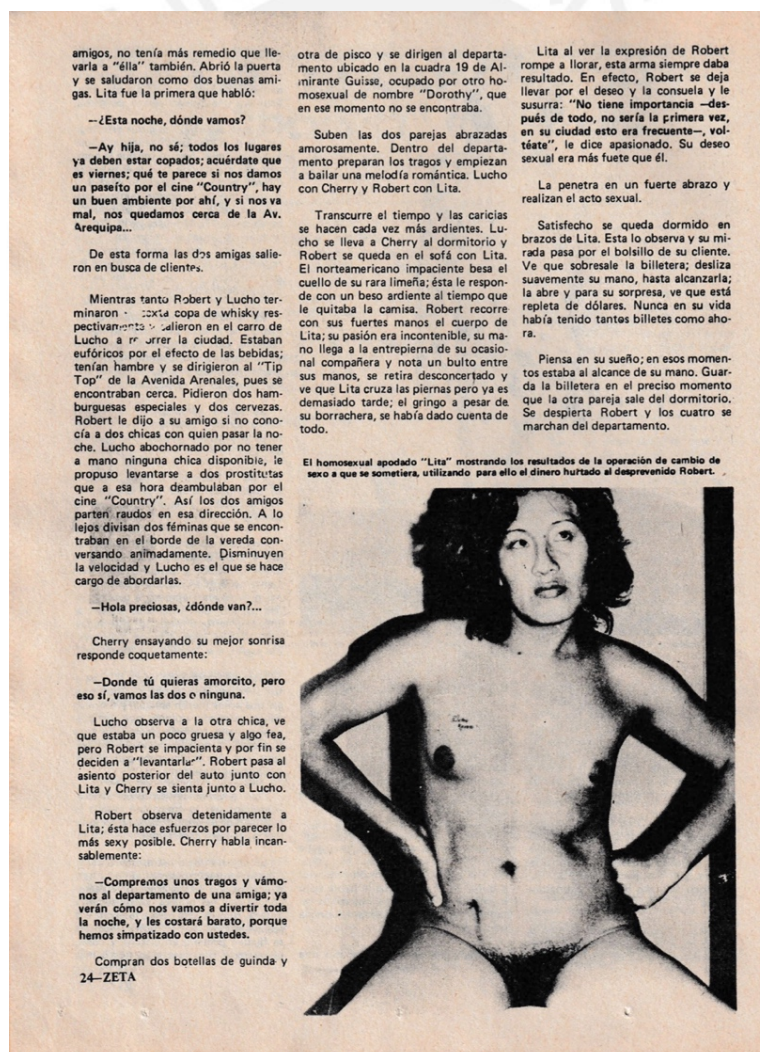 amigos, no tenía más remedio que lle-
varla a "élla" también. Abrió la puerta
y se saludaron como dos buenas ami-
gas. Lita fue la primera que habló:
—¿Esta noche, dónde vamos?
—Ay hija, no sé; todos los lugares
ya deben estar copados; acuérdate que
es viernes; qué te parece si nos damos
un paseíto por el cine "Country", hay
un buen ambiente por ahí, y si nos va
mal, nos quedamos cerca de la Av.
Arequipa...
De esta forma las dos amigas salie-
ron en busca de clientes.
Mientras tanto Robert y Lucho ter-
minaron sexta copa de whisky res-
pectivamente y salieron en el carro de
Lucho a recorrer la ciudad. Estaban
eufóricos por el efecto de las bebidas;
tenían hambre y se dirigieron al "Tip
Top" de la Avenida Arenales, pues se
encontraban cerca. Pidieron dos ham-
burguesas especiales y dos cervezas.
Robert le dijo a su amigo si no cono-
cía a dos chicas con quien pasar la no-
che. Lucho abochornado por no tener
a mano ninguna chica disponible, le
propuso levantarse a dos prostitutas
que a esa hora deambulaban por el
cine "Country". Así los dos amigos
parten raudos en esa dirección. A lo
lejos divisan dos féminas que se encon-
traban en el borde de la vereda con-
versando animadamente. Disminuyen
la velocidad y Lucho es el que se hace
cargo de abordarlas.
—Hola preciosas, ¿dónde van?...
Cherry ensayando su mejor sonrisa
responde coquetamente:
—Donde tú quieras amorcito, pero
eso sí, vamos las dos o ninguna.
Lucho observa a la otra chica, ve
que estaba un poco gruesa y algo fea,
pero Robert se impacienta y por fin se
deciden a "levantarlas". Robert pasa al
asiento posterior del auto junto con
Lita y Cherry se sienta junto a Lucho.
Robert observa detenidamente a
Lita; ésta hace esfuerzos por parecer lo
más sexy posible. Cherry habla incan-
sablemente:
—Compremos unos tragos y vámo-
nos al departamento de una amiga; ya
verán cómo nos vamos a divertir toda
la noche, y les costará barato, porque
hemos simpatizado con ustedes.
Compran dos botellas de guinda y
24—ZETA
otra de pisco y se dirigen al departa-
mento ubicado en la cuadra 19 de Al-
mirante Guisse, ocupado por otro ho-
mosexual de nombre "Dorothy", que
en ese momento no se encontraba.
Suben las dos parejas abrazadas
amorosamente. Dentro del departa-
mento preparan los tragos y empiezan
a bailar una melodía romántica. Lucho
con Cherry y Robert con Lita.
Transcurre el tiempo y las caricias
se hacen cada vez más ardientes. Lu-
cho se lleva a Cherry al dormitorio y
Robert se queda en el sofá con Lita.
El norteamericano impaciente besa el
cuello de su rara limeña; ésta le respon-
de con un beso ardiente al tiempo que
le quitaba la camisa. Robert recorre
con sus fuertes manos el cuerpo de
Lita; su pasión era incontenible, su ma-
no llega a la entrepierna de su ocasio-
nal compañera y nota un bulto entre
sus manos, se retira desconcertado y
ve que Lita cruza las piernas pero ya es
demasiado tarde; el gringo a pesar de
su borrachera, se había dado cuenta de
todo.
Lita al ver la expresión de Robert
rompe a llorar, esta arma siempre daba
resultado. En efecto, Robert se deja
llevar por el deseo y la consuela y le
susurra: "No tiene importancia —des-
pués de todo, no sería la primera vez,
en su ciudad esto era frecuente—, vol-
téate", le dice apasionado. Su deseo
sexual era más fuete que él.
La penetra en un fuerte abrazo y
realizan el acto sexual.
Satisfecho se queda dormido en
brazos de Lita. Esta lo observa y su mi-
rada pasa por el bolsillo de su cliente.
Ve que sobresale la billetera; desliza
suavemente su mano, hasta alcanzarla;
la abre y para su sorpresa, ve que está
repleta de dólares. Nunca en su vida
había tenido tantos billetes como aho-
ra.
Piensa en su sueño; en esos momen-
tos estaba al alcance de su mano. Guar-
da la billetera en el preciso momento
que la otra pareja sale del dormitorio.
Se despierta Robert y los cuatro se
marchan del departamento.
El homosexual apodado "Lita" mostrando los resultados de la operación de cambio de
sexo a que se sometiera, utilizando para ello el dinero hurtado al desprevenido Robert.